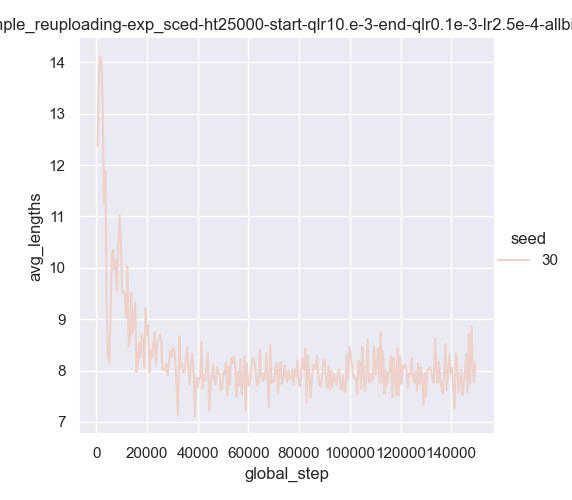 mple_reuploading-exp_sced-ht25000-start-qlr10.e-3-end-qlr0.1e-3-lr2.5e-4-allbi
14
13
12
11
10
9
8
7
avg_lengths
0 20000 40000 60000 80000 100000 120000 140000
global_step
seed
30